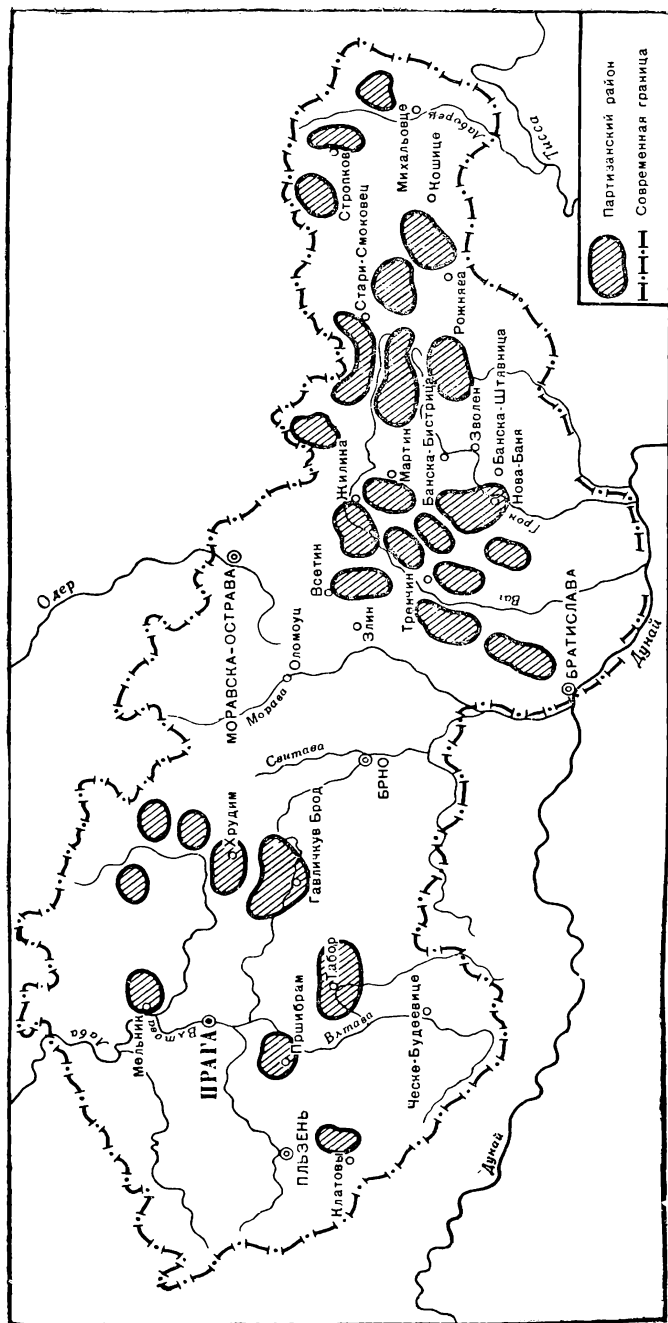 Одер
Лаба
Мельник
Влтава
ПРАГА
Пршибрам
ПЛЬЗЕНЬ
Клатовы
Табор
Влтава
Ческе-Будеевице
Хрудим
Гавличкув Брод
Свитава
БРНО
МОРАВСКА-ОСТРАВА
Оломоуц
Морава
Всетин
Злин
Жилина
Мартин
Тренчин
Банска-Бистрица
Зволен
Банска-Штявница
Нова-Баня
Грон
Ваг
БРАТИСЛАВА
Дунай
Дунай
Стари-Смоковец
Рожнява
Стропков
Михальовце
Кошице
Лаборец
Тисса
Партизанский район
Современная граница